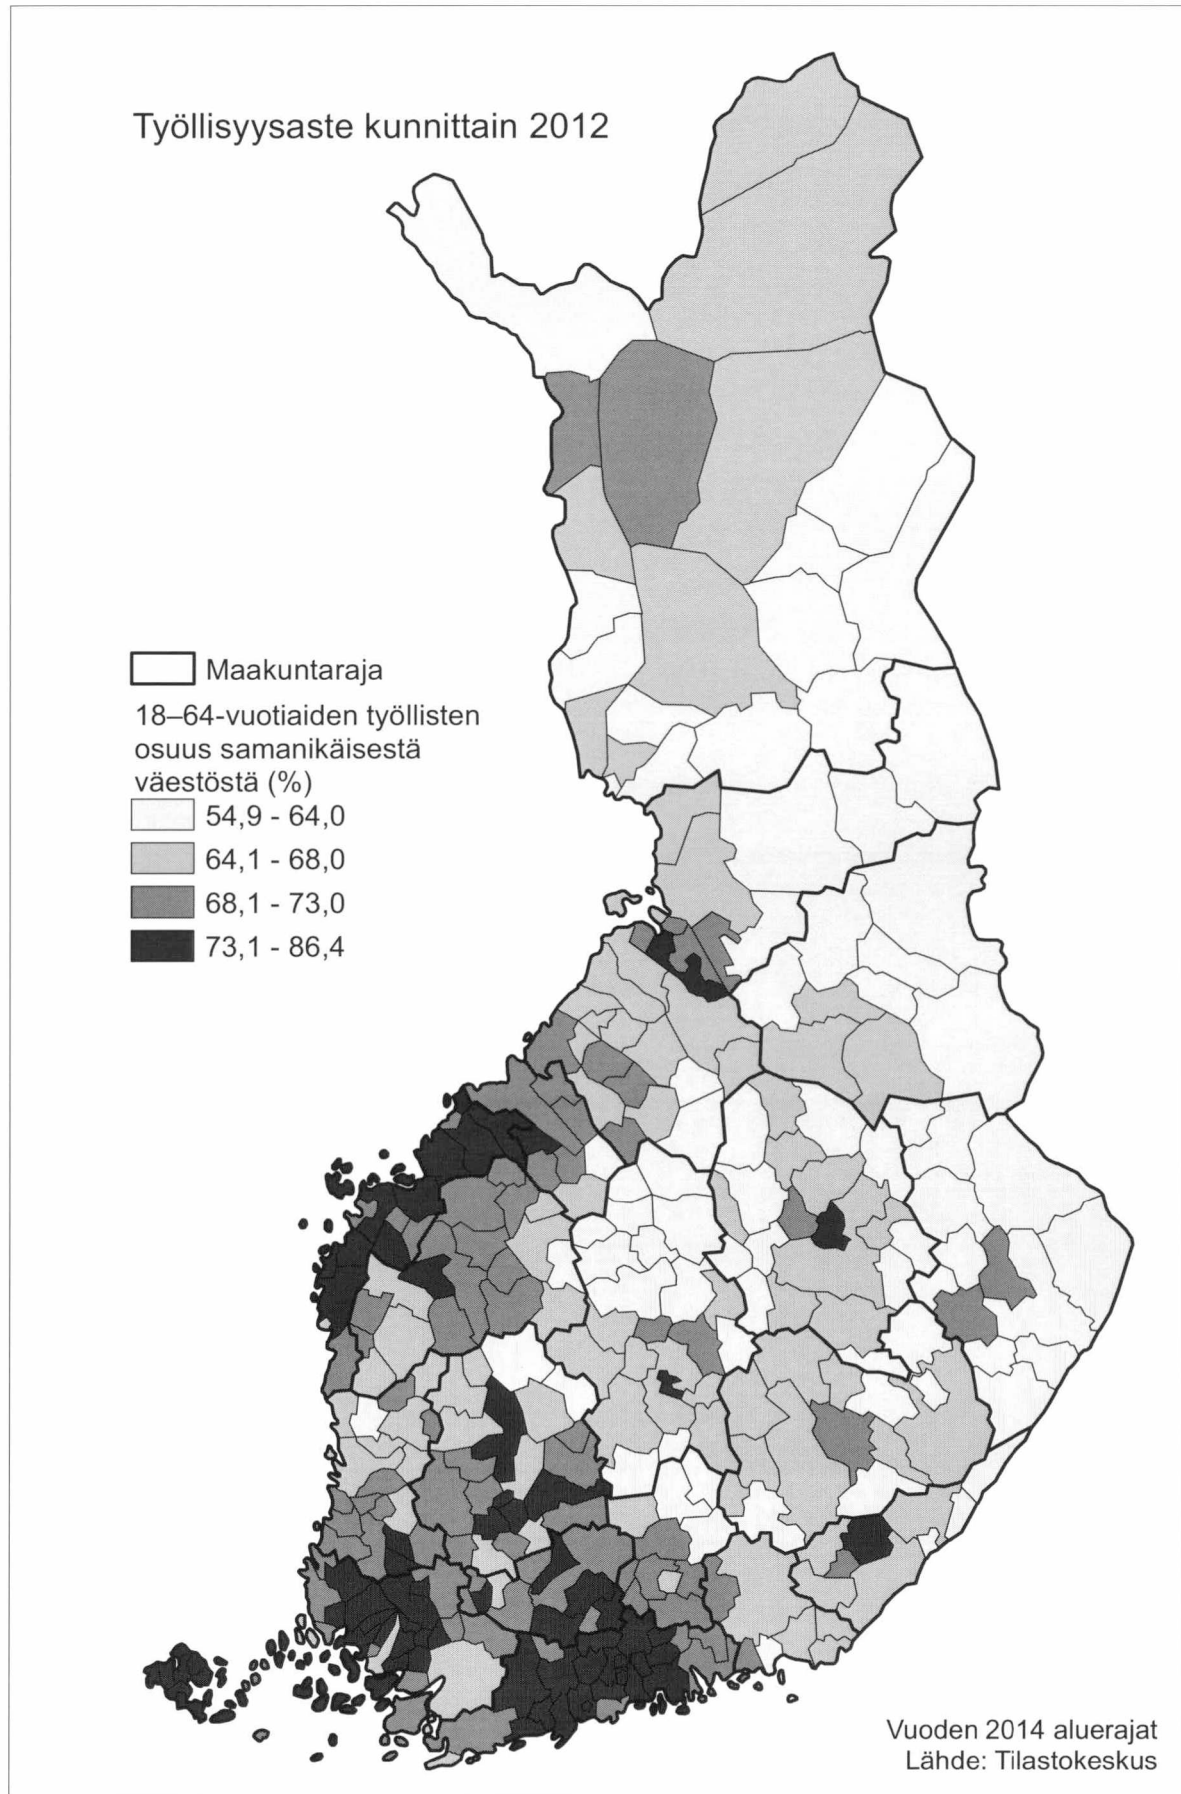 Työllisyysaste kunnittain 2012
Maakuntaraja
18–64-vuotiaiden työllisten
osuus samanikäisestä
väestöstä (%)
54,9 - 64,0
64,1 - 68,0
68,1 - 73,0
73,1 - 86,4
Vuoden 2014 aluerajat
Lähde: Tilastokeskus